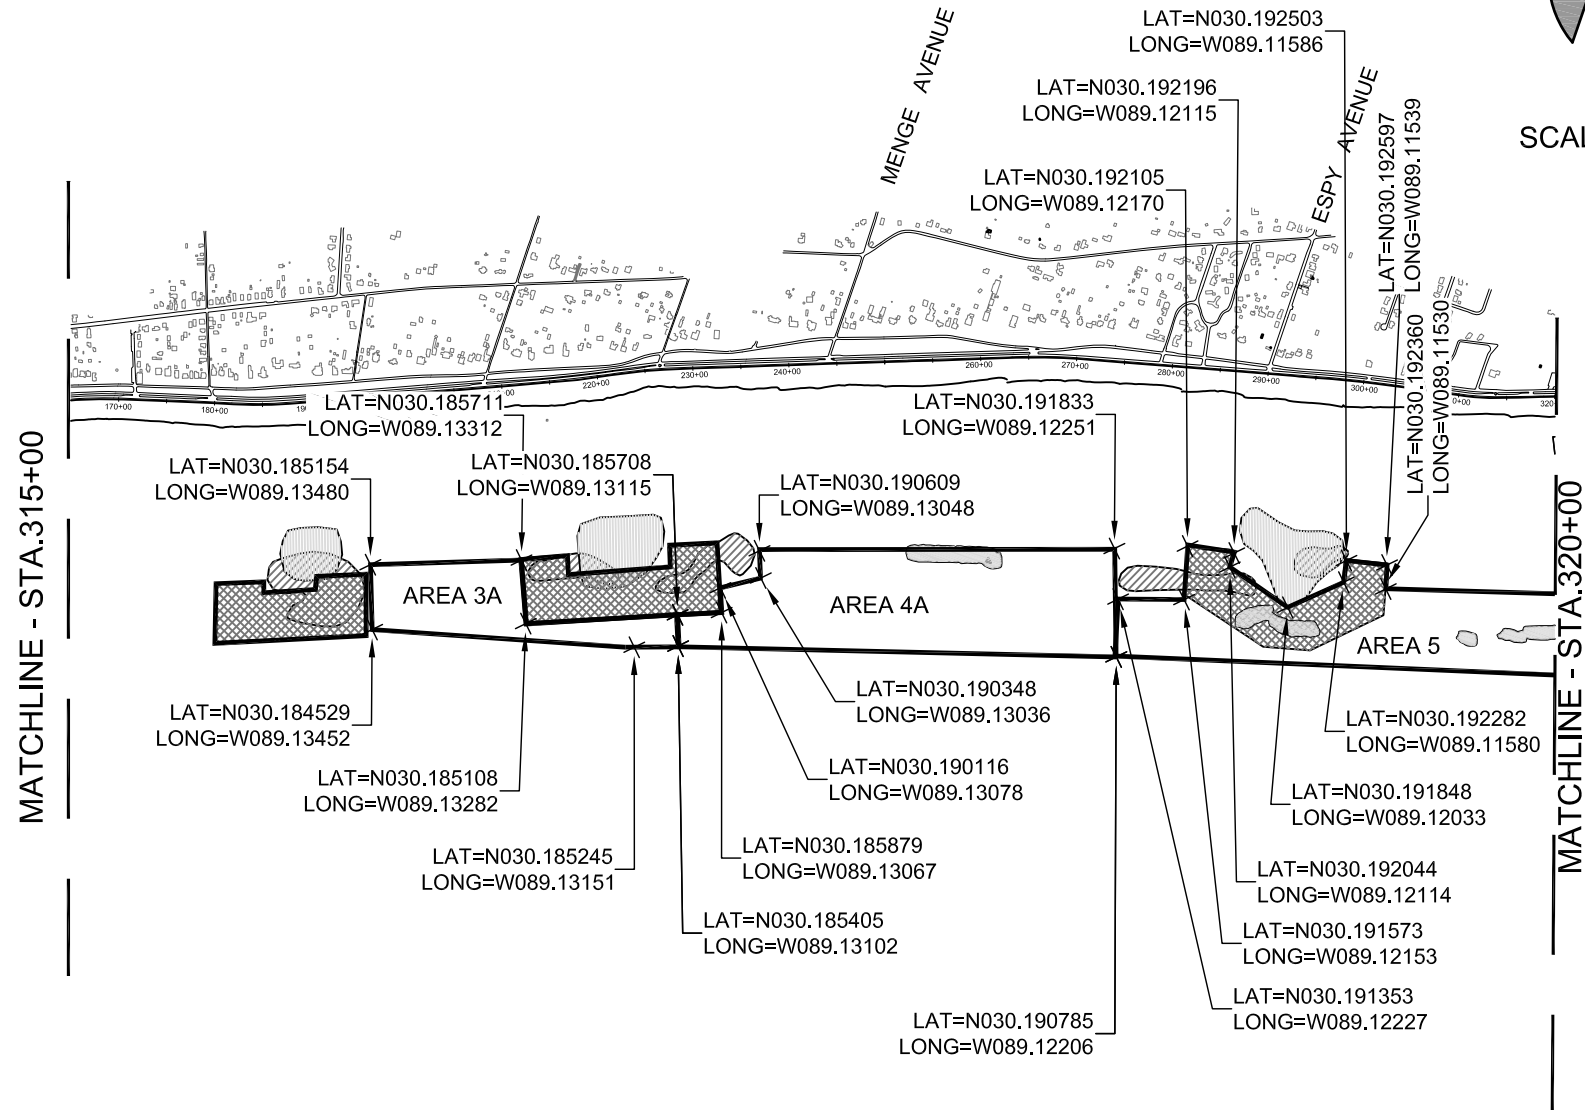 LAT=N030.192503
LONG=W089.11586
MENGE AVENUE
LAT=N030.192196
LONG=W089.12115
ESPY AVENUE
LAT=N030.192597
LONG=W089.11539
SCAL
LAT=N030.192105
LONG=W089.12170
LAT=N030.192360
LONG=W089.11530
170+00
180+00
220+00
230+00
240+00
260+00
270+00
280+00
290+00
300+00
LAT=N030.185711
LONG=W089.13312
LAT=N030.191833
LONG=W089.12251
LAT=N030.185154
LONG=W089.13480
LAT=N030.185708
LONG=W089.13115
LAT=N030.190609
LONG=W089.13048
MATCHLINE - STA.315+00
MATCHLINE - STA.320+00
AREA 3A
AREA 4A
AREA 5
LAT=N030.184529
LONG=W089.13452
LAT=N030.190348
LONG=W089.13036
LAT=N030.192282
LONG=W089.11580
LAT=N030.185108
LONG=W089.13282
LAT=N030.190116
LONG=W089.13078
LAT=N030.191848
LONG=W089.12033
LAT=N030.185245
LONG=W089.13151
LAT=N030.185879
LONG=W089.13067
LAT=N030.192044
LONG=W089.12114
LAT=N030.185405
LONG=W089.13102
LAT=N030.191573
LONG=W089.12153
LAT=N030.190785
LONG=W089.12206
LAT=N030.191353
LONG=W089.12227